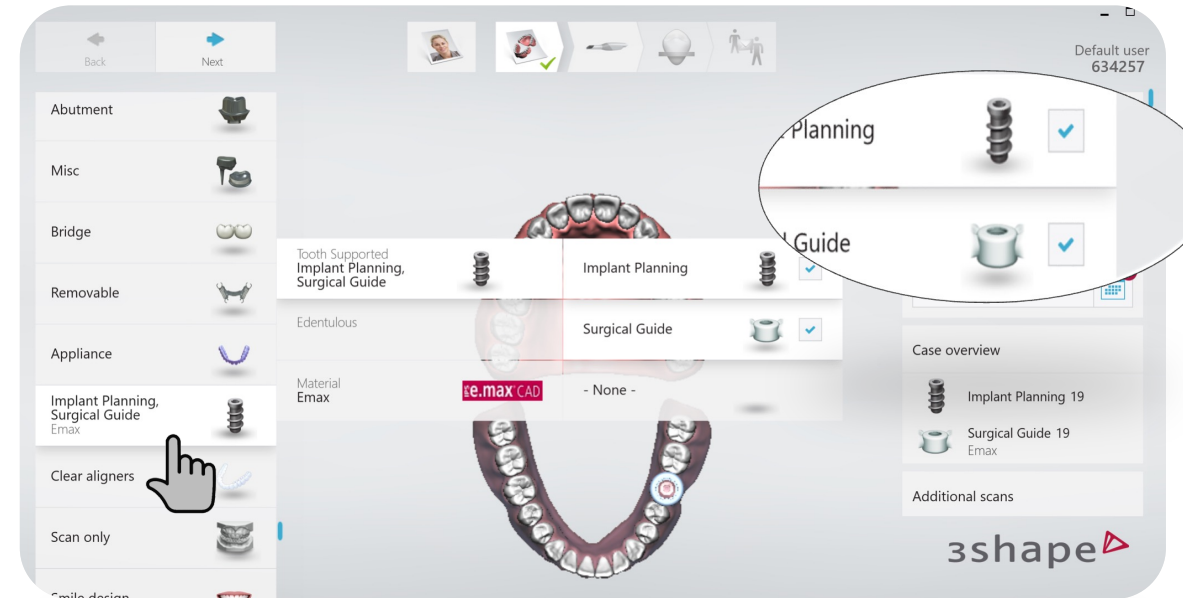 Back
Next
Default user
634257
Abutment
Misc
Bridge
Removable
Appliance
Implant Planning,
Surgical Guide
Emax
Clear aligners
Scan only
Smile design
Tooth Supported
Implant Planning,
Surgical Guide
Edentulous
Material
Emax
e.max CAD
Implant Planning
Surgical Guide
- None -
Planning
Guide
Case overview
Implant Planning 19
Surgical Guide 19
Emax
Additional scans
3shape